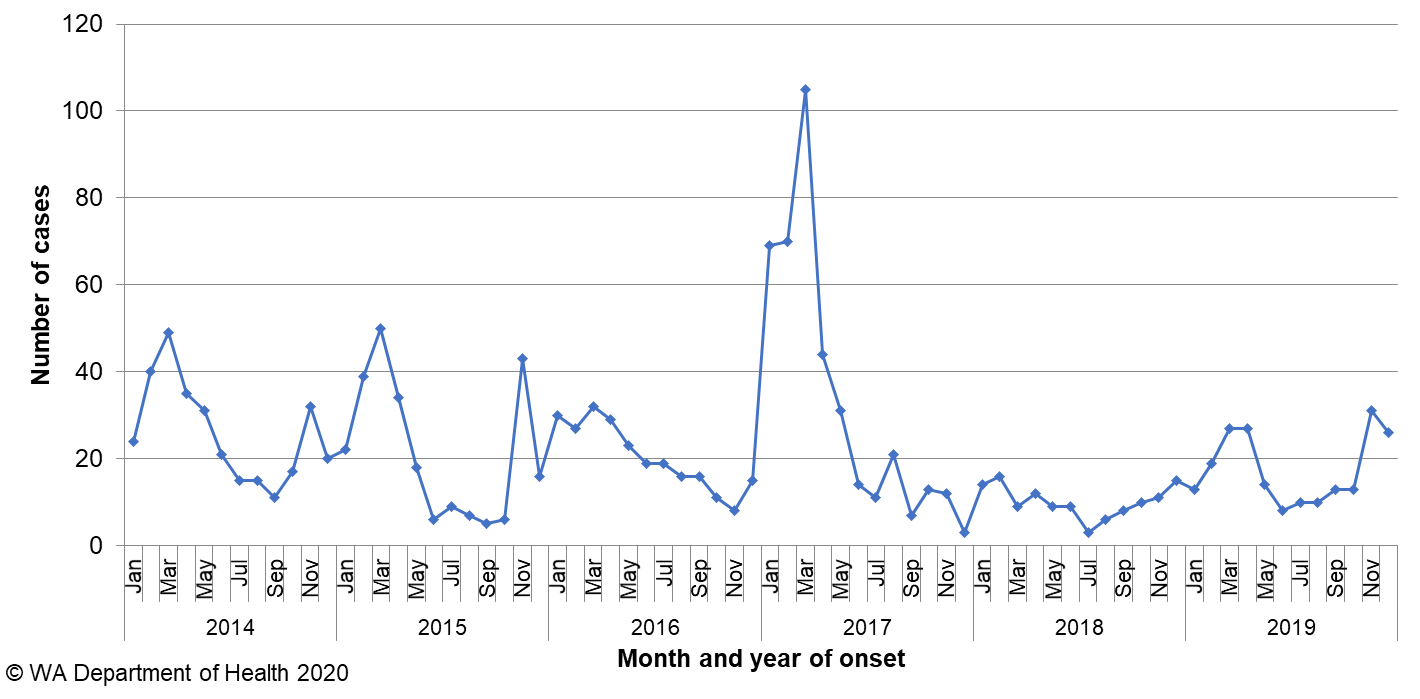 120
100
80
60
40
20
0
Number of cases
Jan Mar May Jul Sep Nov Jan Mar May Jul Sep Nov Jan Mar May Jul Sep Nov Jan Mar May Jul Sep Nov Jan Mar May Jul Sep Nov Jan Mar May Jul Sep Nov
2014 2015 2016 2017 2018 2019
Month and year of onset
© WA Department of Health 2020